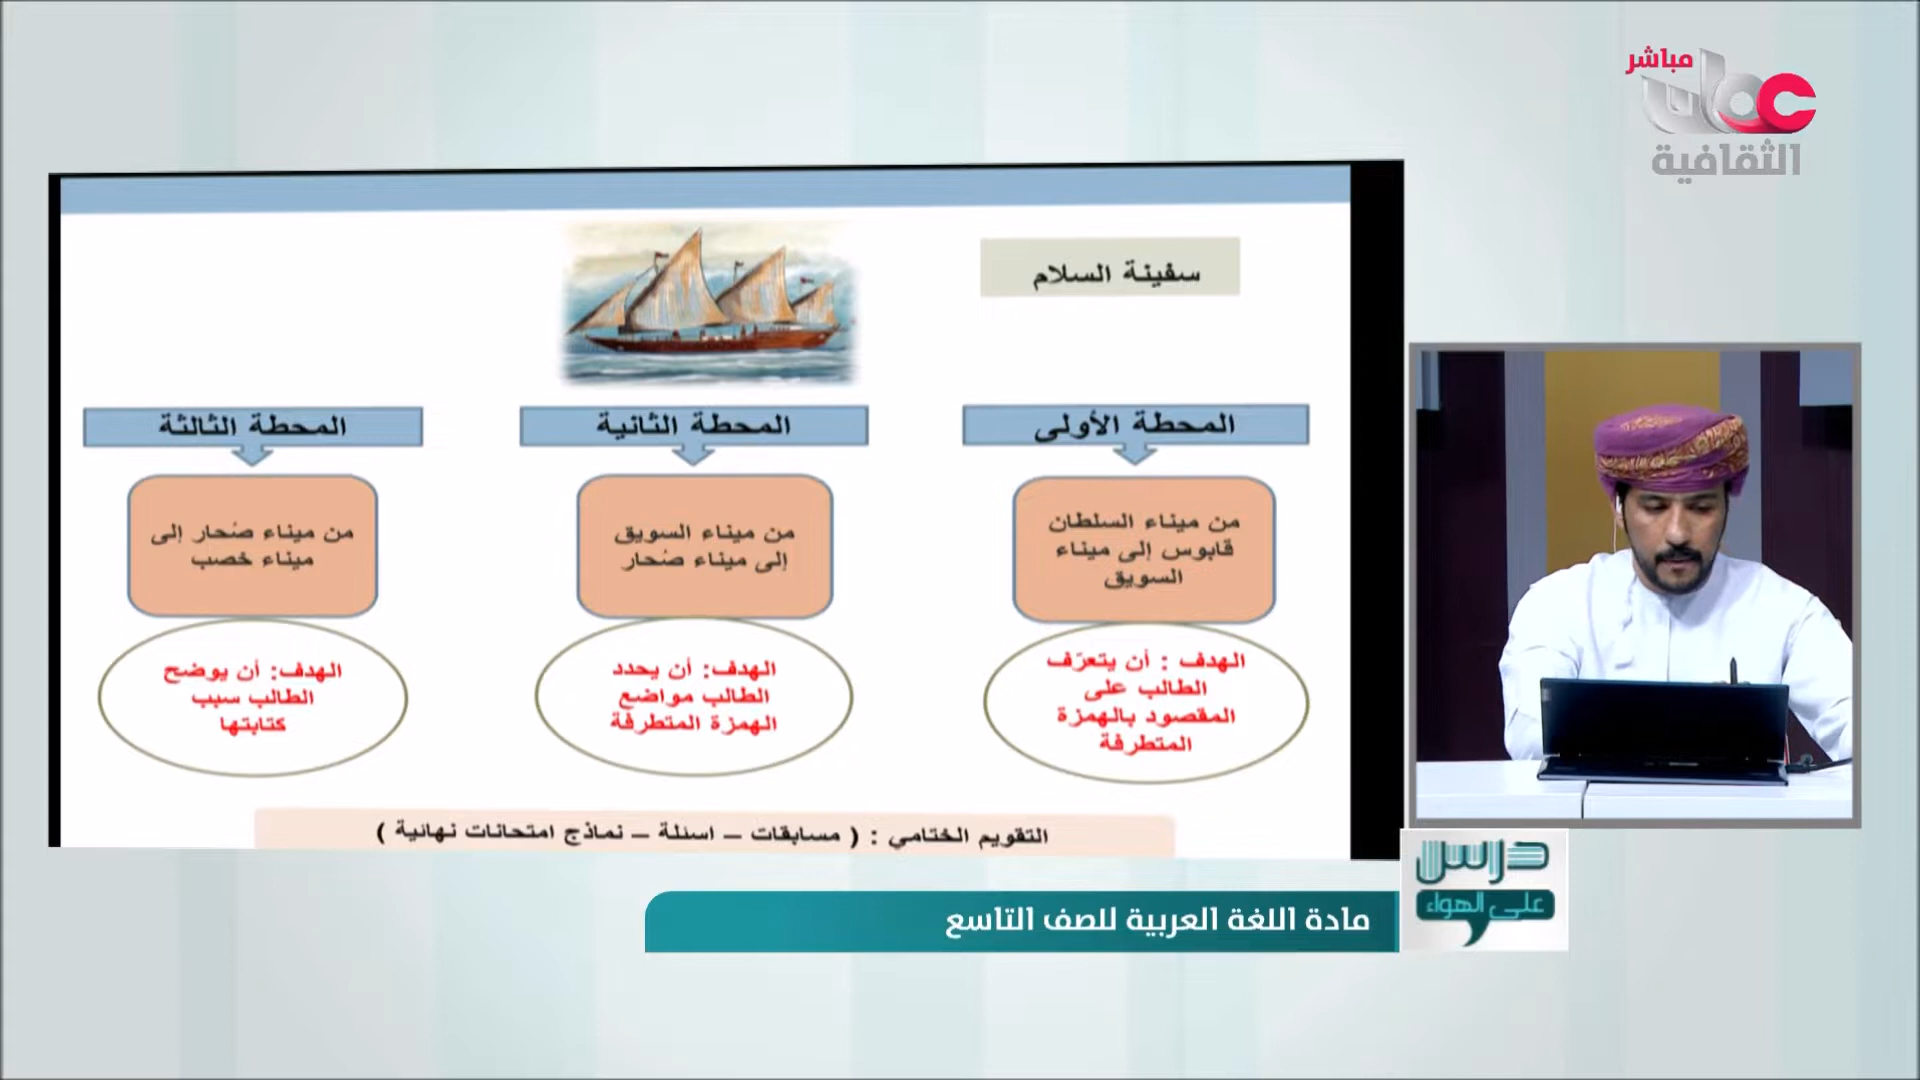 مباشر
عمان
الثقافية
سفينة السلام
المحطة الأولى
من ميناء السلطان
قابوس إلى ميناء
السويق
الهدف : أن يتعرّف
الطالب على
المقصود بالهمزة
المتطرفة
المحطة الثانية
من ميناء السويق
إلى ميناء صُحار
الهدف: أن يحدد
الطالب مواضع
الهمزة المتطرفة
المحطة الثالثة
من ميناء صُحار إلى
ميناء خصب
الهدف: أن يوضح
الطالب سبب
كتابتها
التقويم الختامي : ( مسابقات – اسئلة – نماذج امتحانات نهائية )
درس
على الهواء
مادة اللغة العربية للصف التاسع